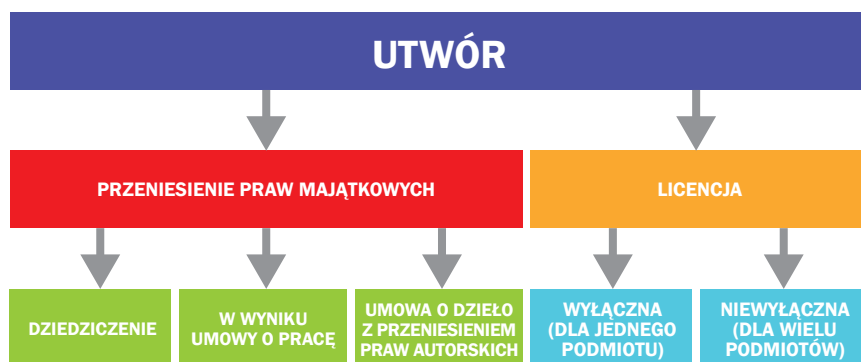 UTWÓR
PRZENIESIENIE PRAW MAJĄTKOWYCH
LICENCJA
DZIEDZICZENIE
W WYNIKU
UMOWY O PRACĘ
UMOWA O DZIEŁO
Z PRZENIESIENIEM
PRAW AUTORSKICH
WYŁĄCZNA
(DLA JEDNEGO
PODMIOTU)
NIEWYŁĄCZNA
(DLA WIELU
PODMIOTÓW)